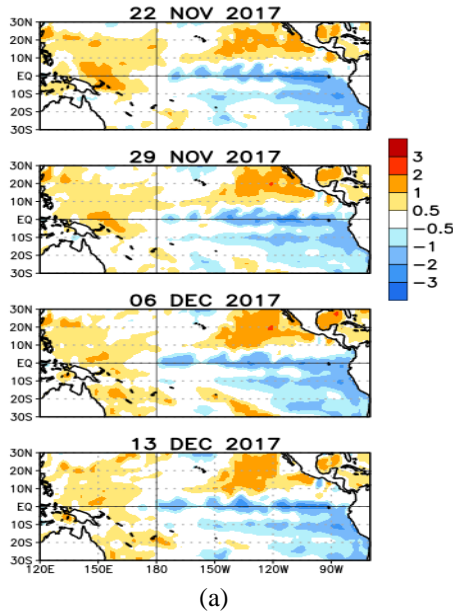 22 NOV 2017
30N
20N
10N
EQ
10S
20S
30S
29 NOV 2017
30N
20N
10N
EQ
10S
20S
30S
3
2
1
0.5
−0.5
−1
−2
−3
06 DEC 2017
30N
20N
10N
EQ
10S
20S
30S
13 DEC 2017
30N
20N
10N
EQ
10S
20S
30S
120E 150E 180 150W 120W 90W
(a)